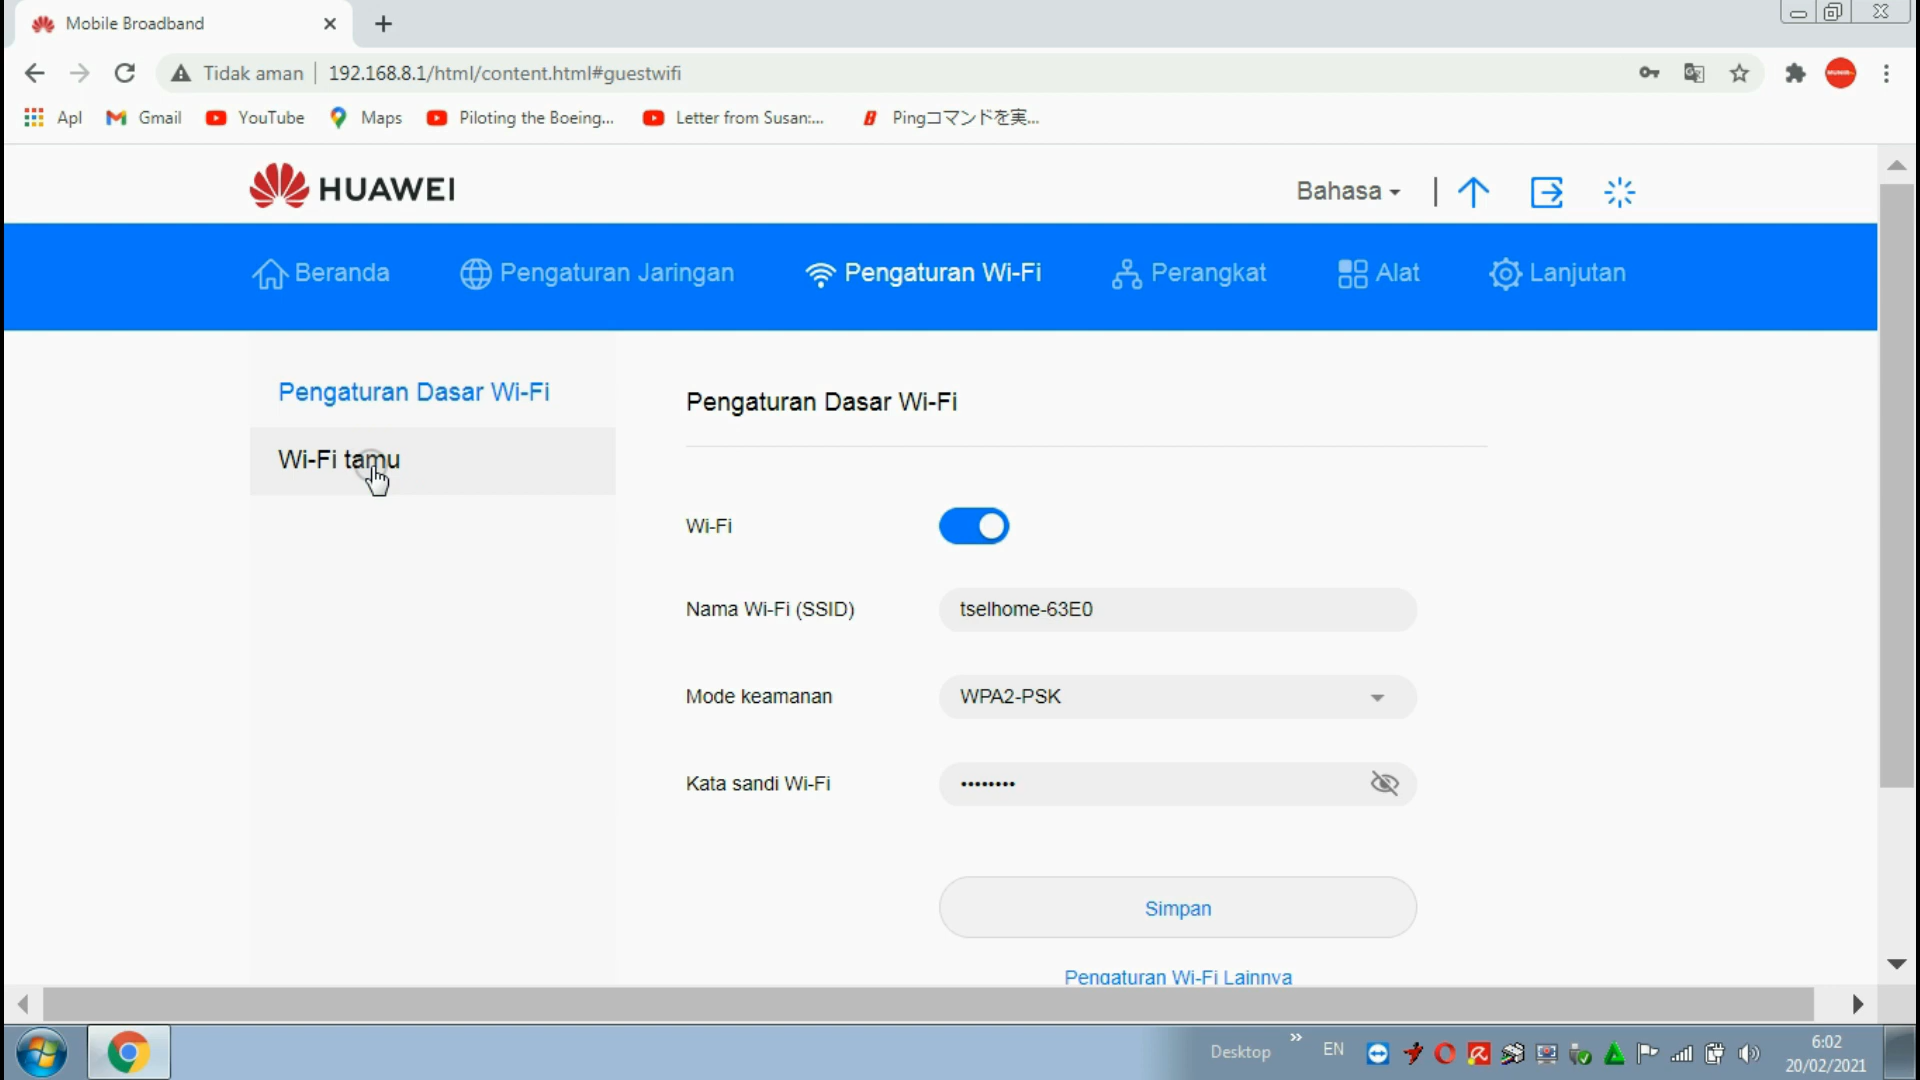 Mobile Broadband
Tidak aman
192.168.8.1/html/content.html#guestwifi
Apl
Gmail
YouTube
Maps
Piloting the Boeing...
Letter from Susan:...
Pingコマンドを実...
HUAWEI
Bahasa
Beranda
Pengaturan Jaringan
Pengaturan Wi-Fi
Perangkat
Alat
Lanjutan
Pengaturan Dasar Wi-Fi
Wi-Fi tamu
Pengaturan Dasar Wi-Fi
Wi-Fi
Nama Wi-Fi (SSID)
tselhome-63E0
Mode keamanan
WPA2-PSK
Kata sandi Wi-Fi
••••••••
Simpan
Pengaturan Wi-Fi Lainnya
Desktop
EN
6:02
20/02/2021